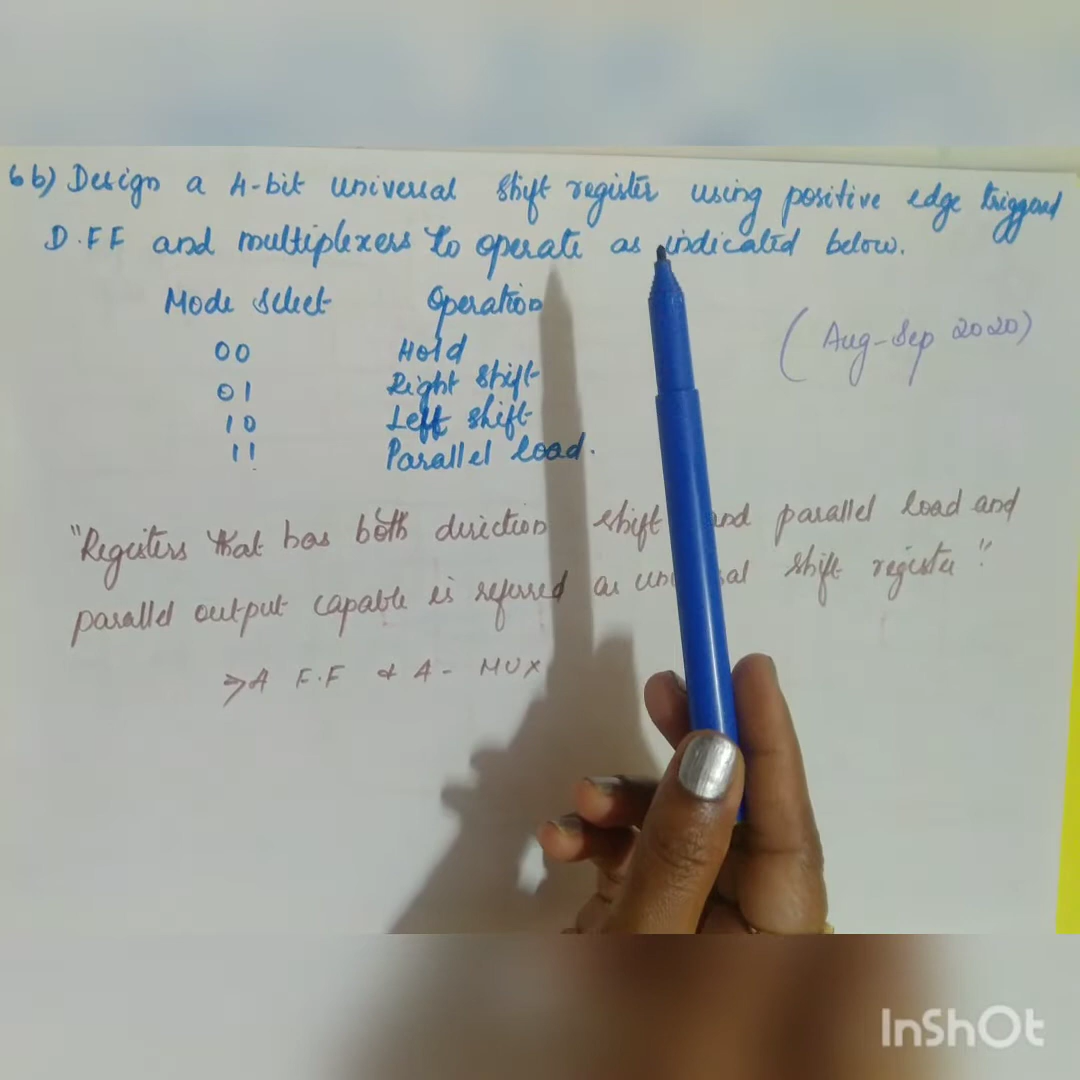 6b) Design a 4-bit universal shift register using positive edge triggered
D.FF and multiplexers to operate as indicated below.
Mode Select Operation
00 Hold
01 Right Shift
10 Left shift
11 Parallel load.
(Aug-Sep 2020)
"Registers that has both direction shift and parallel load and
parallel output capable is referred as shift register".
⇒ 4 F.F & 4- MUX
InShOt